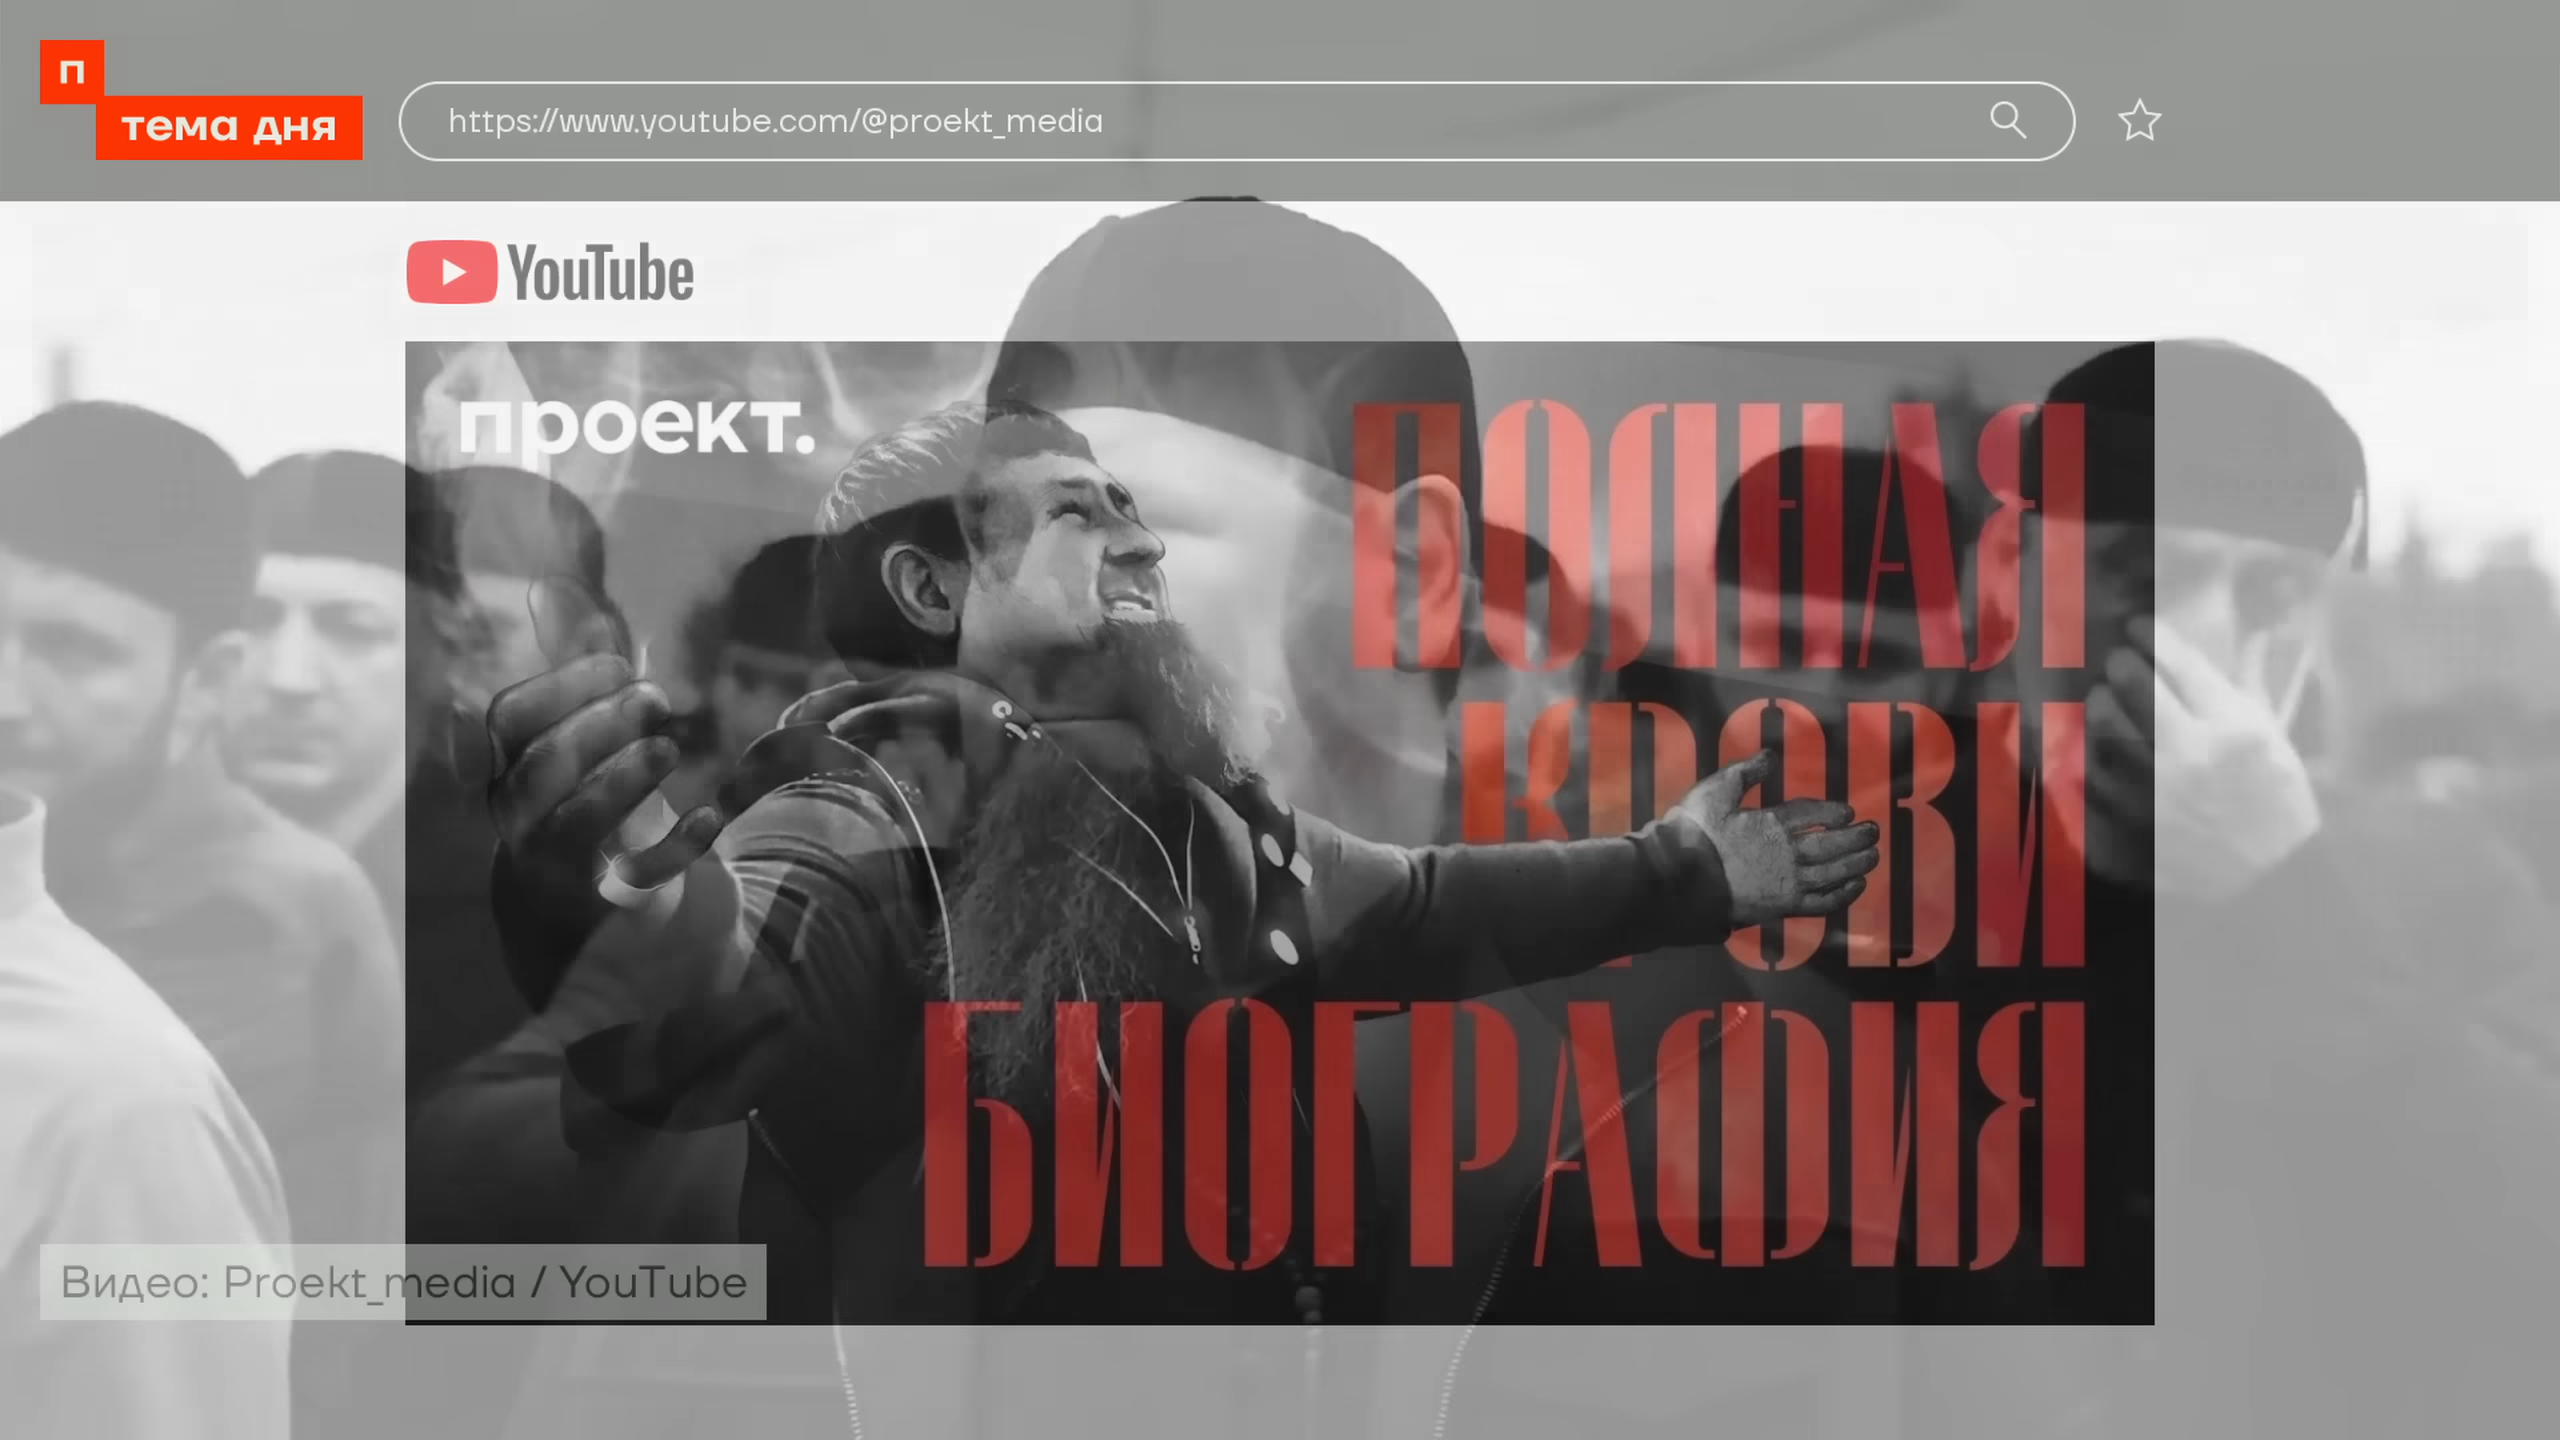 п
тема дня
https://www.youtube.com/@proekt_media
YouTube
проект.
ПОЛНАЯ
КРОВИ
БИОГРАФИЯ
Видео: Proekt_media / YouTube